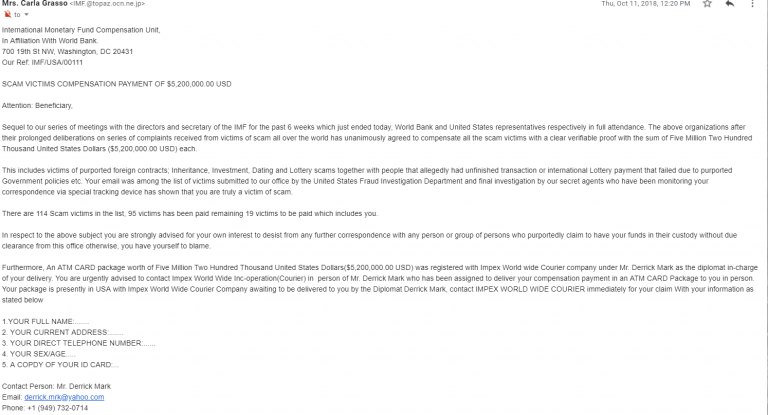 Mrs. Carla Grasso <IMF@topaz.ocn.ne.jp>
Thu, Oct 11, 2018, 12:20 PM
to
International Monetary Fund Compensation Unit,
In Affiliation With World Bank.
700 19th St NW, Washington, DC 20431
Our Ref: IMF/USA/00111
SCAM VICTIMS COMPENSATION PAYMENT OF $5,200,000.00 USD
Attention: Beneficiary,
Sequel to our series of meetings with the directors and secretary of the IMF for the past 6 weeks which just ended today, World Bank and United States representatives respectively in full attendance. The above organizations after
their prolonged deliberations on series of complaints received from victims of scam all over the world has unanimously agreed to compensate all the scam victims with a clear verifiable proof with the sum of Five Million Two Hundred
Thousand United States Dollars ($5,200,000.00 USD) each.
This includes victims of purported foreign contracts; Inheritance, Investment, Dating and Lottery scams together with people that allegedly had unfinished transaction or international Lottery payment that failed due to purported
Government policies etc. Your email was among the list of victims submitted to our office by the United States Fraud Investigation Department and final investigation by our secret agents who have been monitoring your
correspondence via special tracking device has shown that you are truly a victim of scam.
There are 114 Scam victims in the list, 95 victims has been paid remaining 19 victims to be paid which includes you.
In respect to the above subject you are strongly advised for your own interest to desist from any further correspondence with any person or group of persons who purportedly claim to have your funds in their custody without due
clearance from this office otherwise, you have yourself to blame.
Furthermore, An ATM CARD package worth of Five Million Two Hundred Thousand United States Dollars($5,200,000.00 USD) was registered with Impex World wide Courier company under Mr. Derrick Mark as the diplomat in-charge
of your delivery. You are urgently advised to contact Impex World Wide Inc-operation(Courier) in person of Mr. Derrick Mark who has been assigned to deliver your compensation payment in an ATM CARD Package to you in person.
Your package is presently in USA with Impex World Wide Courier Company awaiting to be delivered to you by the Diplomat Derrick Mark, contact IMPEX WORLD WIDE COURIER immediately for your claim With your information as
stated below
1.YOUR FULL NAME:.......
2. YOUR CURRENT ADDRESS:.......
3. YOUR DIRECT TELEPHONE NUMBER:......
4. YOUR SEX/AGE.....
5. A COPDY OF YOUR ID CARD:...
Contact Person: Mr. Derrick Mark
Email: derrick.mrk@yahoo.com
Phone: +1 (949) 732-0714